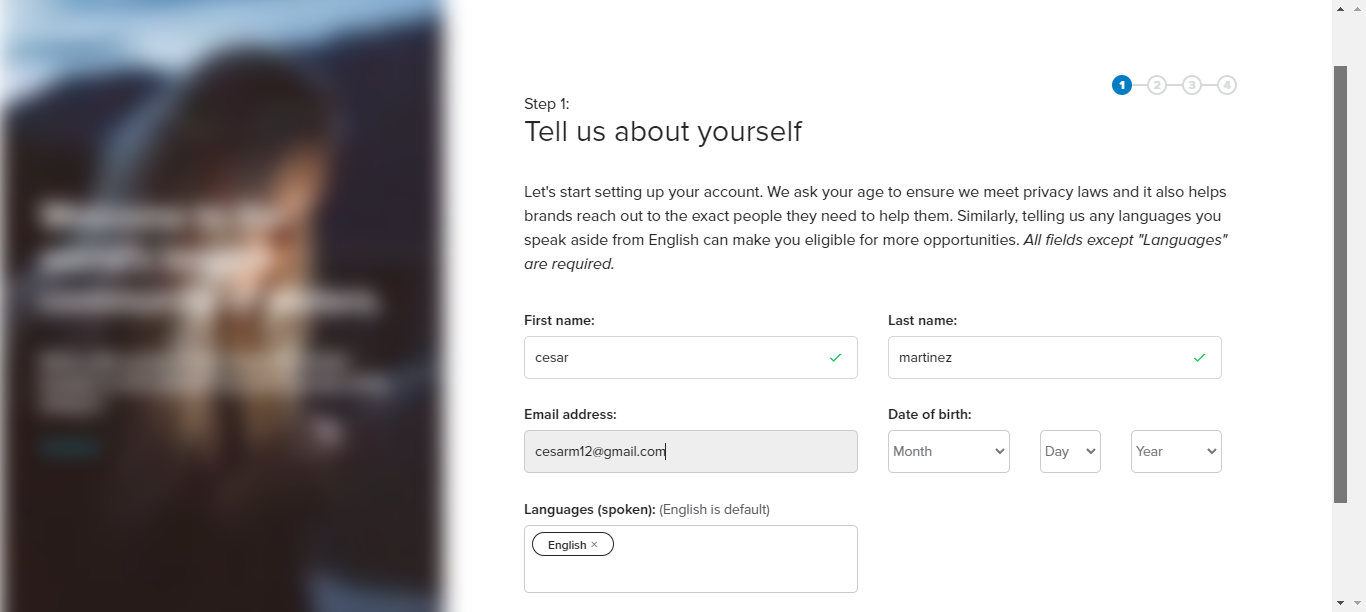 1 2 3 4
Step 1:
Tell us about yourself
Let's start setting up your account. We ask your age to ensure we meet privacy laws and it also helps
brands reach out to the exact people they need to help them. Similarly, telling us any languages you
speak aside from English can make you eligible for more opportunities. All fields except "Languages"
are required.
First name: Last name:
cesar martinez
Email address: Date of birth:
cesarm12@gmail.com Month Day Year
Languages (spoken): (English is default)
English ×